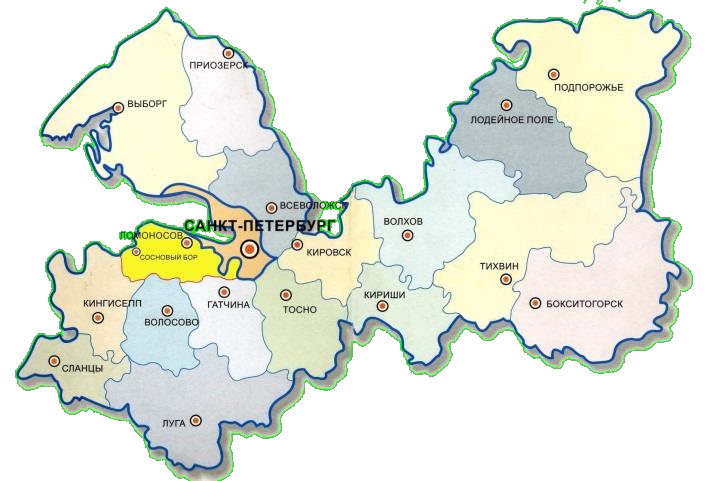 ПРИОЗЕРСК
ПОДПОРОЖЬЕ
ВЫБОРГ
ЛОДЕЙНОЕ ПОЛЕ
ВСЕВОЛОЖСК
САНКТ-ПЕТЕРБУРГ
ВОЛХОВ
ЛОМОНОСОВ
КИРОВСК
СОСНОВЫЙ БОР
ТИХВИН
КИРИШИ
КИНГИСЕПП
ГАТЧИНА
ТОСНО
БОКСИТОГОРСК
ВОЛОСОВО
СЛАНЦЫ
ЛУГА